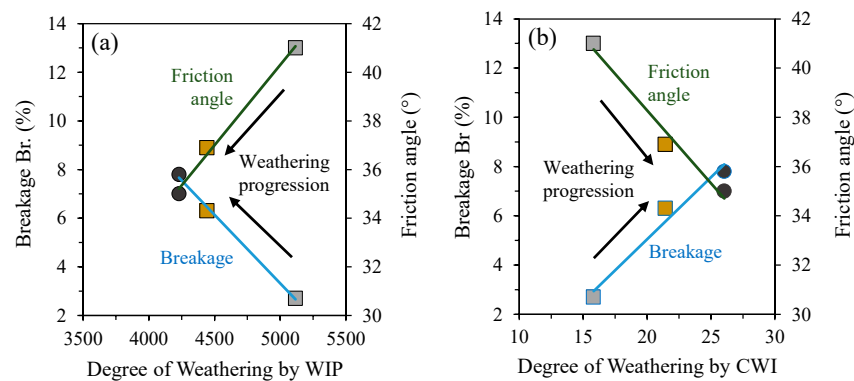 (a)
Breakage Br. (%)
14
12
10
8
6
4
2
Friction
angle
Weathering
progression
Breakage
42
40
38
36
34
32
30
Friction angle (°)
3500 4000 4500 5000 5500
Degree of Weathering by WIP
(b)
Breakage Br (%)
14
12
10
8
6
4
2
Friction
angle
Weathering
progression
Breakage
42
40
38
36
34
32
30
Friction angle (°)
10 15 20 25 30
Degree of Weathering by CWI